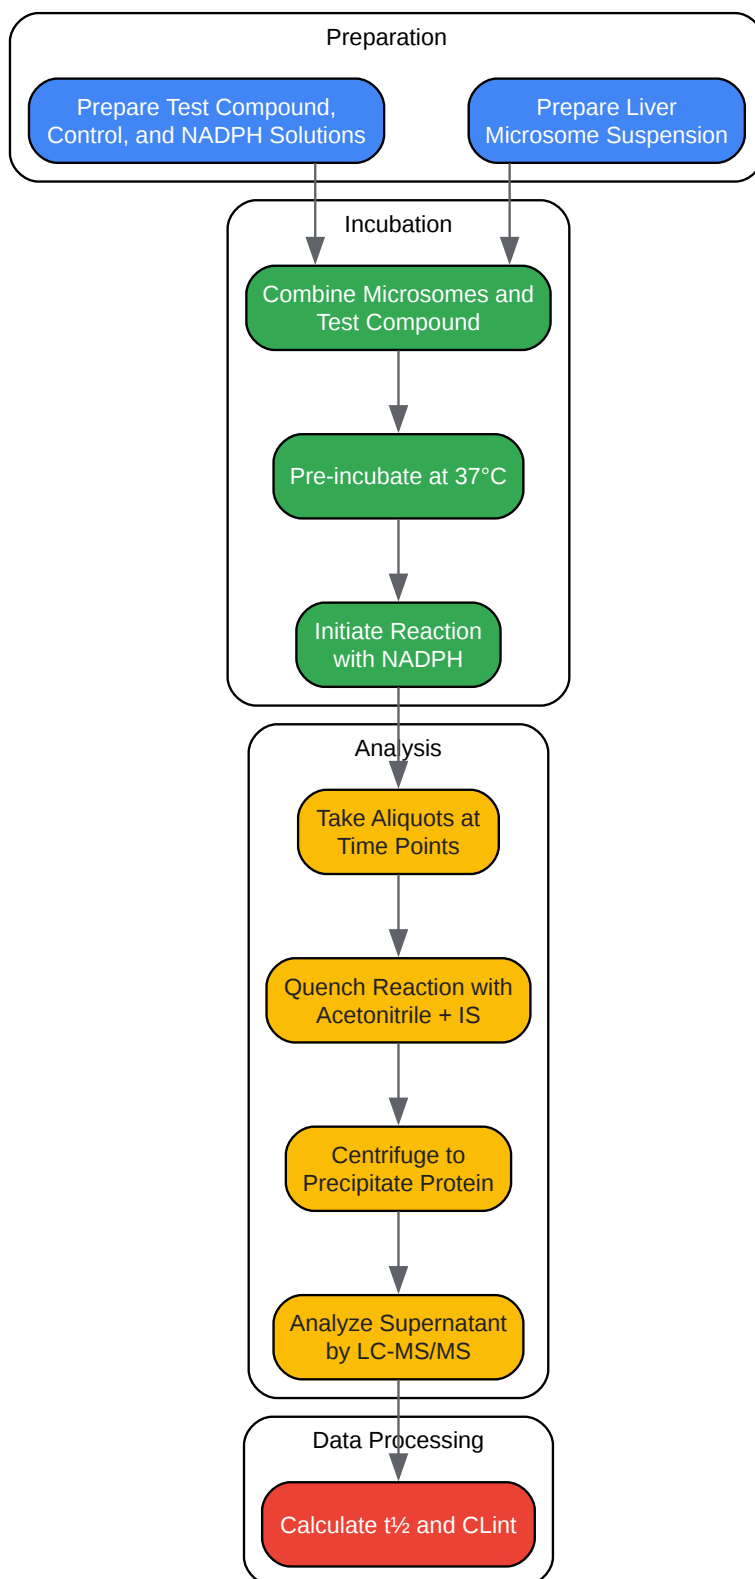 Preparation
Prepare Test Compound,
Control, and NADPH Solutions
Prepare Liver
Microsome Suspension
Incubation
Combine Microsomes and
Test Compound
Pre-incubate at 37°C
Initiate Reaction
with NADPH
Analysis
Take Aliquots at
Time Points
Quench Reaction with
Acetonitrile + IS
Centrifuge to
Precipitate Protein
Analyze Supernatant
by LC-MS/MS
Data Processing
Calculate t½ and CLint